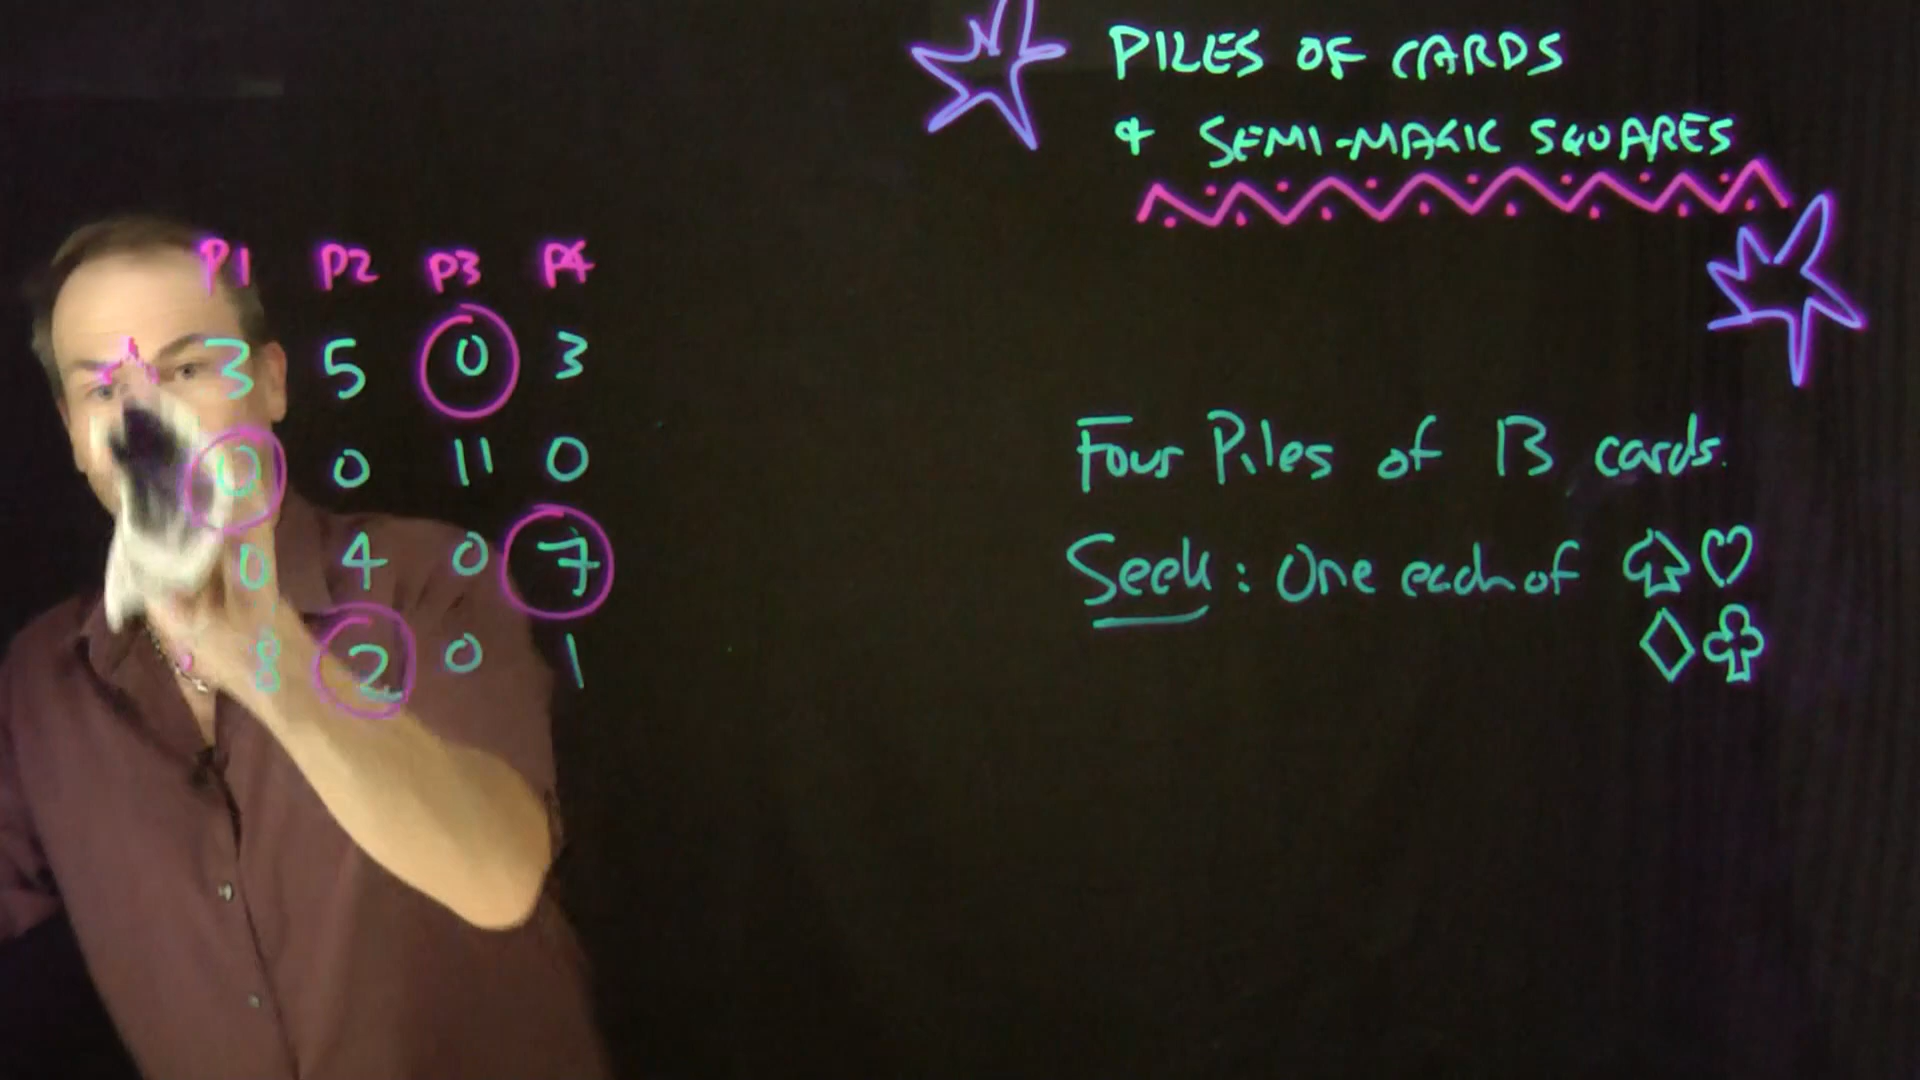 PILES OF CARDS
& SEMI-MAGIC SQUARES
P1 P2 P3 P4
3 5 0 3
0 0 11 0
0 4 0 7
8 2 0 1
Four Piles of 13 cards.
Seek: One each of ♤ ♡
♢ ♧